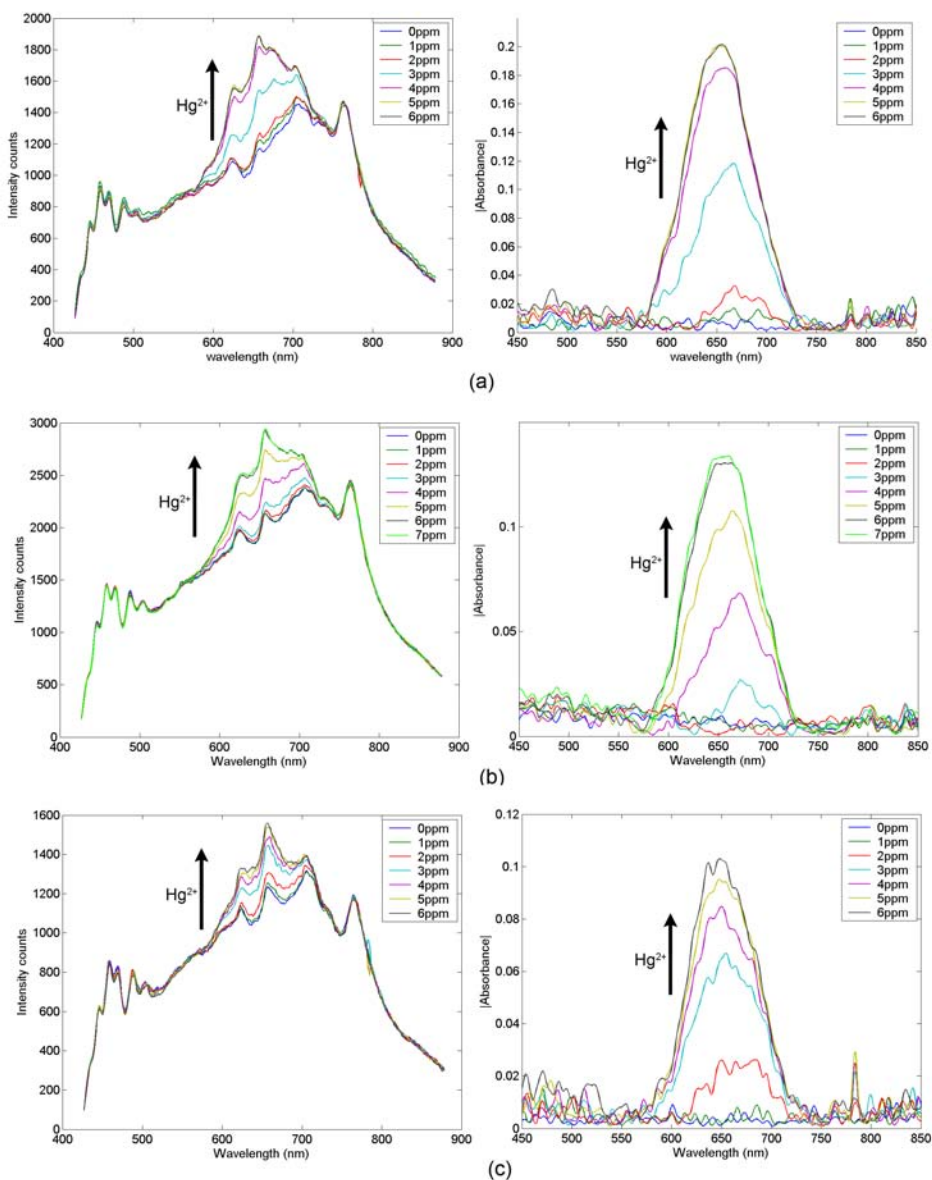 2000
1800
1600
1400
1200
1000
800
600
400
200
0
400 500 600 700 800 900
Intensity counts
wavelength (nm)
Hg2+
0ppm
1ppm
2ppm
3ppm
4ppm
5ppm
6ppm
0.2
0.16
0.12
0.08
0.04
0.02
0
450 500 550 600 650 700 750 800 850
|Absorbance|
wavelength (nm)
Hg2+
0ppm
1ppm
2ppm
3ppm
4ppm
5ppm
6ppm
(a)
3000
2500
2000
1500
1000
500
0
400 500 600 700 800 900
Intensity counts
Wavelength (nm)
Hg2+
0ppm
1ppm
2ppm
3ppm
4ppm
5ppm
6ppm
7ppm
0.1
0.05
0
450 500 550 600 650 700 750 800 850
|Absorbance|
Wavelength (nm)
Hg2+
0ppm
1ppm
2ppm
3ppm
4ppm
5ppm
6ppm
7ppm
(b)
1600
1400
1200
1000
800
600
400
200
0
400 500 600 700 800 900
Intensity counts
Wavelength (nm)
Hg2+
0ppm
1ppm
2ppm
3ppm
4ppm
5ppm
6ppm
0.12
0.1
0.08
0.06
0.04
0.02
0
450 500 550 600 650 700 750 800 850
|Absorbance|
Wavelength (nm)
Hg2+
0ppm
1ppm
2ppm
3ppm
4ppm
5ppm
6ppm
(c)